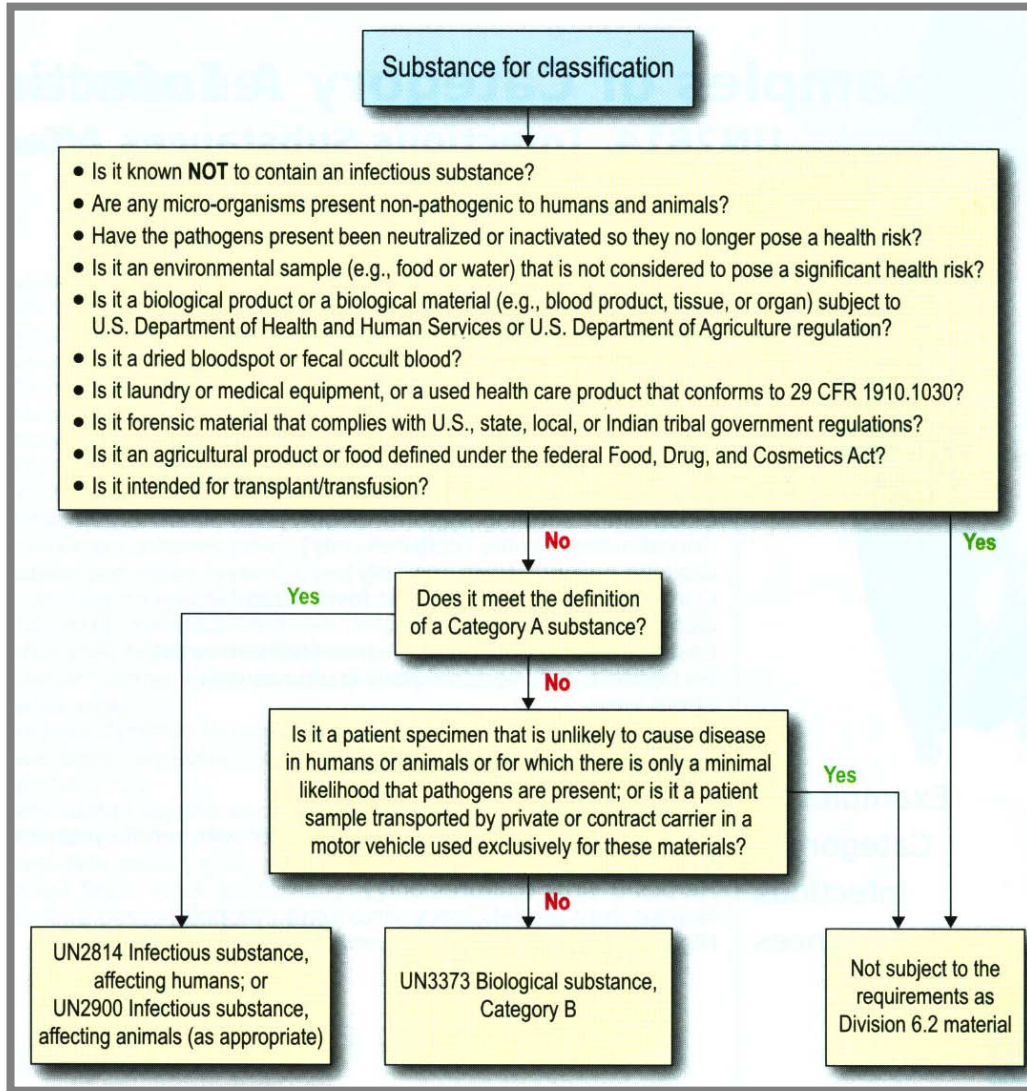 Substance for classification
• Is it known NOT to contain an infectious substance?
• Are any micro-organisms present non-pathogenic to humans and animals?
• Have the pathogens present been neutralized or inactivated so they no longer pose a health risk?
• Is it an environmental sample (e.g., food or water) that is not considered to pose a significant health risk?
• Is it a biological product or a biological material (e.g., blood product, tissue, or organ) subject to
U.S. Department of Health and Human Services or U.S. Department of Agriculture regulation?
• Is it a dried bloodspot or fecal occult blood?
• Is it laundry or medical equipment, or a used health care product that conforms to 29 CFR 1910.1030?
• Is it forensic material that complies with U.S., state, local, or Indian tribal government regulations?
• Is it an agricultural product or food defined under the federal Food, Drug, and Cosmetics Act?
• Is it intended for transplant/transfusion?
No
Yes
Yes
Does it meet the definition
of a Category A substance?
No
Is it a patient specimen that is unlikely to cause disease
in humans or animals or for which there is only a minimal
likelihood that pathogens are present; or is it a patient
sample transported by private or contract carrier in a
motor vehicle used exclusively for these materials?
Yes
No
UN2814 Infectious substance,
affecting humans; or
UN2900 Infectious substance,
affecting animals (as appropriate)
UN3373 Biological substance,
Category B
Not subject to the
requirements as
Division 6.2 material